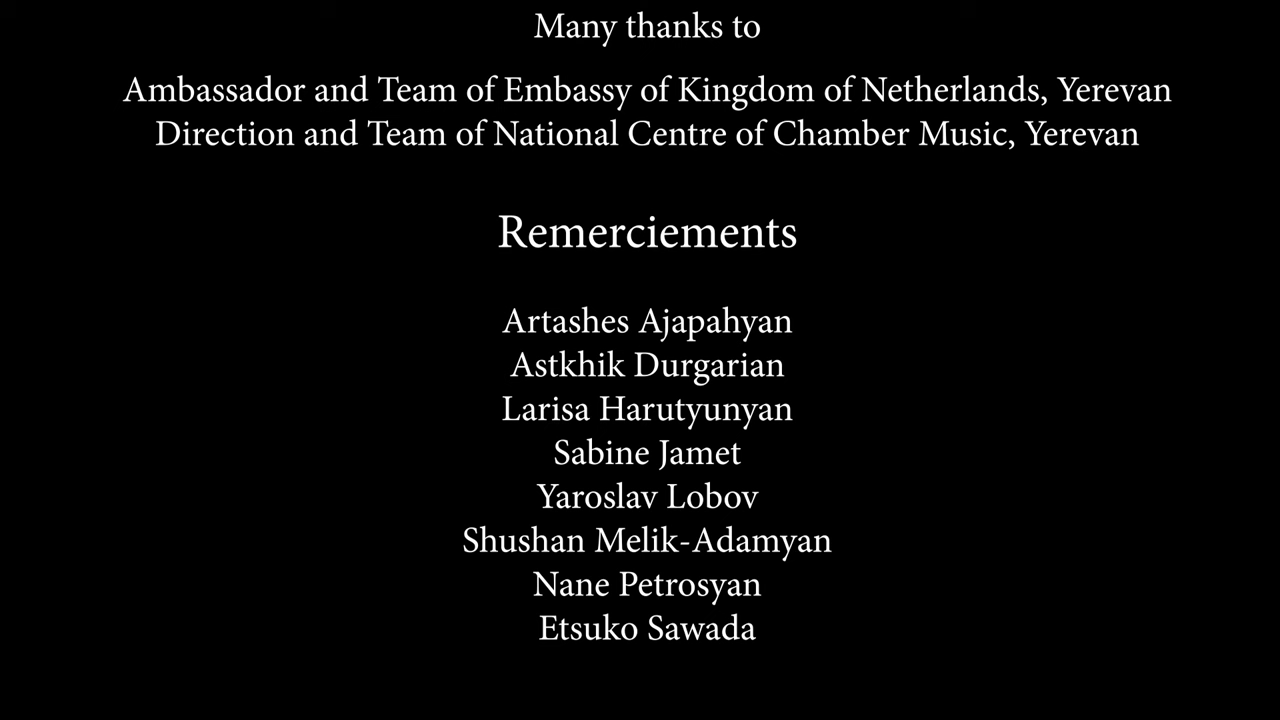 Many thanks to
Ambassador and Team of Embassy of Kingdom of Netherlands, Yerevan
Direction and Team of National Centre of Chamber Music, Yerevan
Remerciements
Artashes Ajapahyan
Astkhik Durgarian
Larisa Harutyunyan
Sabine Jamet
Yaroslav Lobov
Shushan Melik-Adamyan
Nane Petrosyan
Etsuko Sawada